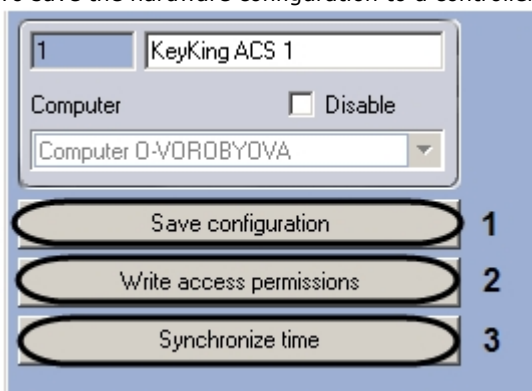 To save the hardware configuration to a controller
1 KeyKing ACS 1
Computer Disable
Computer O-VOROBYOVA
Save configuration 1
Write access permissions 2
Synchronize time 3